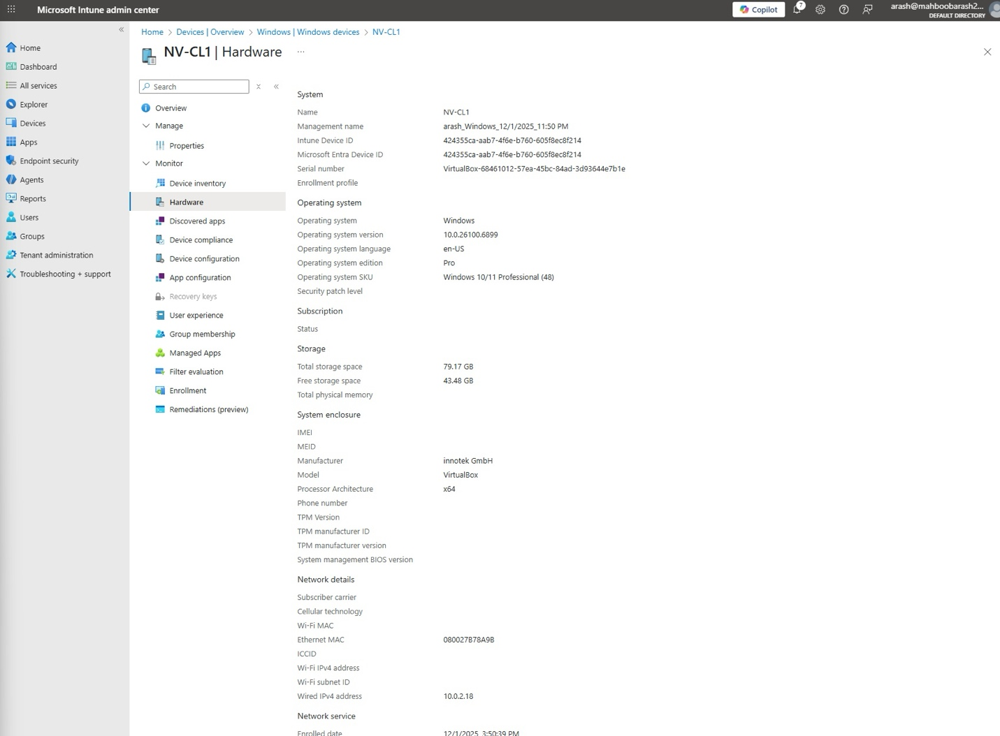 Microsoft Intune admin center
Copilot
7
arash@mahboobarash2...
DEFAULT DIRECTORY
Home
Dashboard
All services
Explorer
Devices
Apps
Endpoint security
Agents
Reports
Users
Groups
Tenant administration
Troubleshooting + support
Home > Devices | Overview > Windows | Windows devices > NV-CL1
NV-CL1 | Hardware ...
Search
Overview
Manage
Properties
Monitor
Device inventory
Hardware
Discovered apps
Device compliance
Device configuration
App configuration
Recovery keys
User experience
Group membership
Managed Apps
Filter evaluation
Enrollment
Remediations (preview)
System
Name NV-CL1
Management name arash_Windows_12/1/2025_11:50 PM
Intune Device ID 424355ca-aab7-4f6e-b760-605f8ec8f214
Microsoft Entra Device ID 424355ca-aab7-4f6e-b760-605f8ec8f214
Serial number VirtualBox-68461012-57ea-45bc-84ad-3d93644e7b1e
Enrollment profile
Operating system
Operating system Windows
Operating system version 10.0.26100.6899
Operating system language en-US
Operating system edition Pro
Operating system SKU Windows 10/11 Professional (48)
Security patch level
Subscription
Status
Storage
Total storage space 79.17 GB
Free storage space 43.48 GB
Total physical memory
System enclosure
IMEI
MEID
Manufacturer innotek GmbH
Model VirtualBox
Processor Architecture x64
Phone number
TPM Version
TPM manufacturer ID
TPM manufacturer version
System management BIOS version
Network details
Subscriber carrier
Cellular technology
Wi-Fi MAC
Ethernet MAC 080027B78A9B
ICCID
Wi-Fi IPv4 address
Wi-Fi subnet ID
Wired IPv4 address 10.0.2.18
Network service
Enrolled date 12/1/2025, 3:50:39 PM